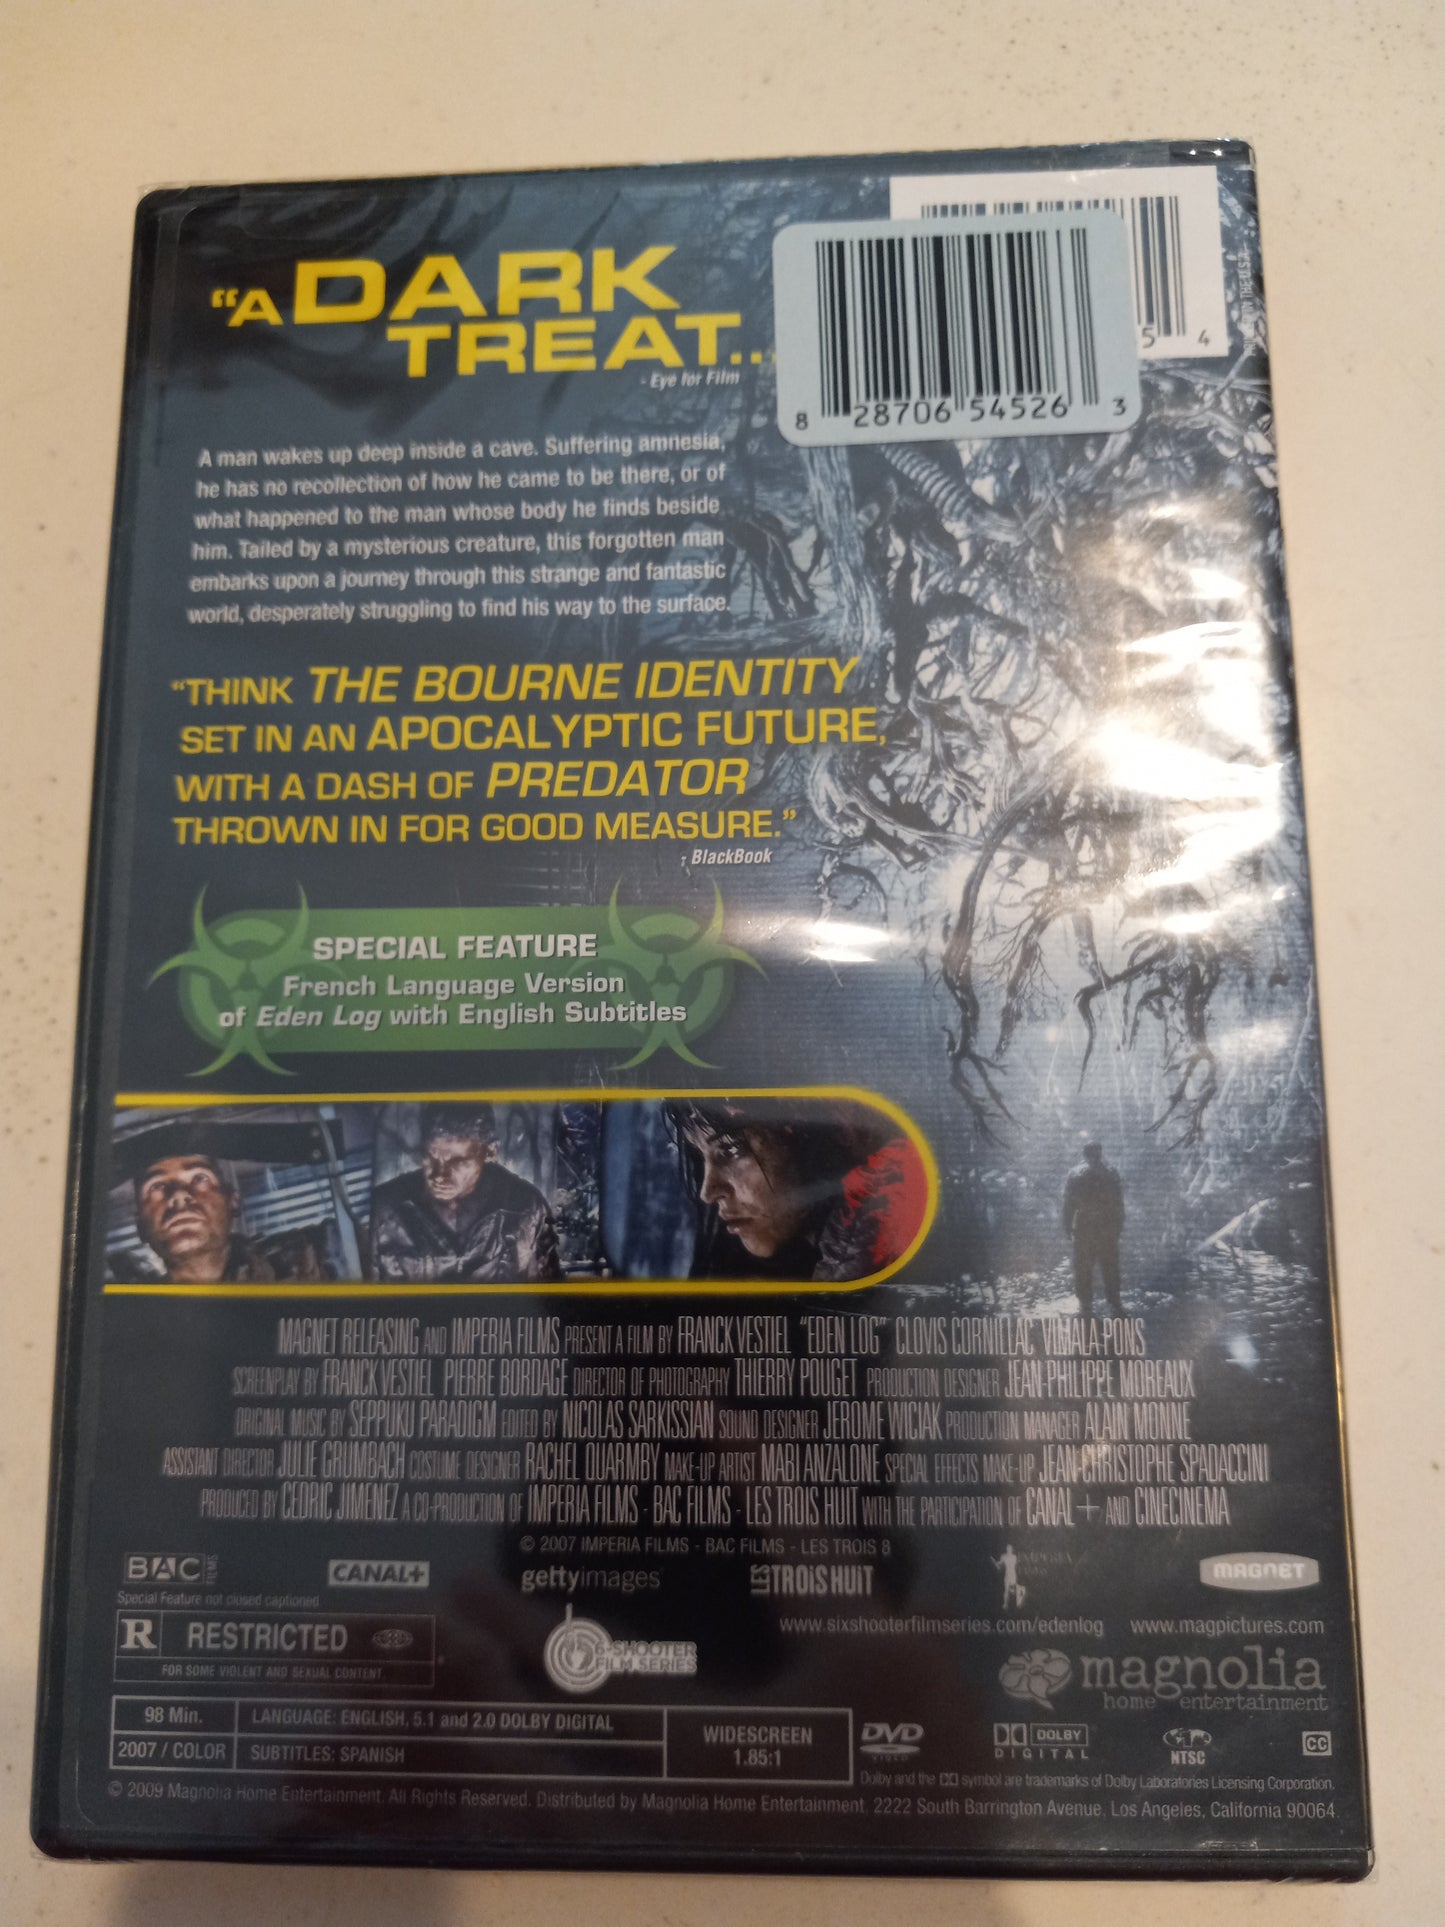 "A DARK
TREAT...
- Eye for Film
5 4
8 28706 54526 3
A man wakes up deep inside a cave. Suffering amnesia,
he has no recollection of how he came to be there, or of
what happened to the man whose body he finds beside
him. Tailed by a mysterious creature, this forgotten man
embarks upon a journey through this strange and fantastic
world, desperately struggling to find his way to the surface.
"THINK THE BOURNE IDENTITY
SET IN AN APOCALYPTIC FUTURE,
WITH A DASH OF PREDATOR
THROWN IN FOR GOOD MEASURE."
- BlackBook
SPECIAL FEATURE
French Language Version
of Eden Log with English Subtitles
MAGNET RELEASING AND IMPERIA FILMS PRESENT A FILM BY FRANCK VESTIEL "EDEN LOG" CLOVIS CORNILLAC VIMALA PONS
SCREENPLAY BY FRANCK VESTIEL PIERRE BORDAGE DIRECTOR OF PHOTOGRAPHY THIERRY POUGET PRODUCTION DESIGNER JEAN-PHILIPPE MOREAUX
ORIGINAL MUSIC BY SEPPUKU PARADIGM EDITED BY NICOLAS SARKISSIAN SOUND DESIGNER JEROME WICIAK PRODUCTION MANAGER ALAIN MONNE
ASSISTANT DIRECTOR JULIE GRUMBACH COSTUME DESIGNER RACHEL QUARMBY MAKE-UP ARTIST MABI ANZALONE SPECIAL EFFECTS MAKE-UP JEAN-CHRISTOPHE SPADACCINI
PRODUCED BY CEDRIC JIMENEZ A CO-PRODUCTION OF IMPERIA FILMS - BAC FILMS - LES TROIS HUIT WITH THE PARTICIPATION OF CANAL + AND CINECINEMA
© 2007 IMPERIA FILMS - BAC FILMS - LES TROIS 8
BAC FILMS CANAL+ gettyimages LES TROIS HUIT IMPERIA MAGNET
Special Feature not closed captioned
www.sixshooterfilmseries.com/edenlog www.magpictures.com
R RESTRICTED
FOR SOME VIOLENT AND SEXUAL CONTENT.
6-SHOOTER
FILM SERIES
magnolia
home entertainment
98 Min. LANGUAGE: ENGLISH, 5.1 and 2.0 DOLBY DIGITAL
2007 / COLOR SUBTITLES: SPANISH
WIDESCREEN
1.85:1
DVD
VIDEO
DOLBY
DIGITAL
NTSC
CC
Dolby and the symbol are trademarks of Dolby Laboratories Licensing Corporation.
© 2009 Magnolia Home Entertainment. All Rights Reserved. Distributed by Magnolia Home Entertainment, 2222 South Barrington Avenue, Los Angeles, California 90064.